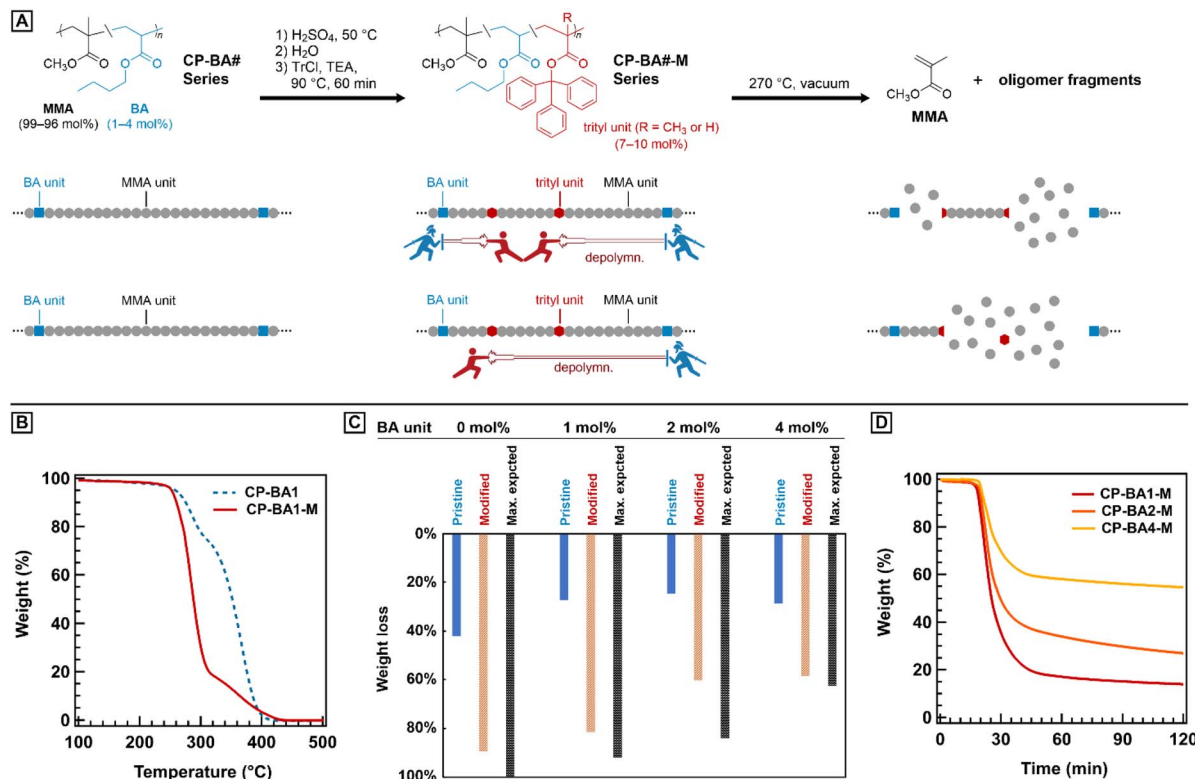 A
CH₃O
O
O
O
n
MMA
(99–96 mol%)
BA
(1–4 mol%)
CP-BA#
Series
1) H₂SO₄, 50 °C
2) H₂O
3) TrCl, TEA,
90 °C, 60 min
R
CH₃O
O
O
O
O
O
n
trityl unit (R = CH₃ or H)
(7–10 mol%)
CP-BA#-M
Series
270 °C, vacuum
CH₃O
O
MMA
+ oligomer fragments
BA unit
MMA unit
BA unit
trityl unit
MMA unit
depolymn.
BA unit
MMA unit
BA unit
trityl unit
MMA unit
depolymn.
B
Weight (%)
100
80
60
40
20
0
100
200
300
400
500
Temperature (°C)
CP-BA1
CP-BA1-M
C
BA unit 0 mol% 1 mol% 2 mol% 4 mol%
Pristine
Modified
Max. expcted
Pristine
Modified
Max. expcted
Pristine
Modified
Max. expcted
Pristine
Modified
Max. expcted
Weight loss
0%
20%
40%
60%
80%
100%
D
Weight (%)
100
80
60
40
20
0
0
30
60
90
120
Time (min)
CP-BA1-M
CP-BA2-M
CP-BA4-M